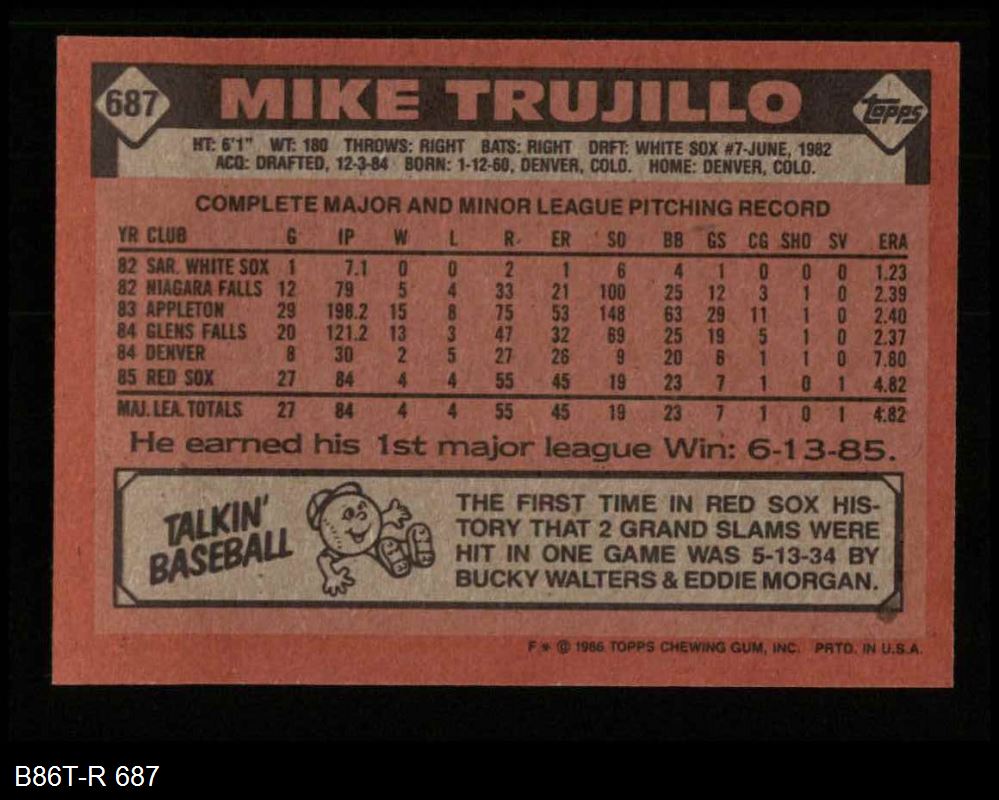 687
MIKE TRUJILLO
Topps
HT: 6'1" WT: 180 THROWS: RIGHT BATS: RIGHT DRFT: WHITE SOX #7-JUNE, 1982
ACQ: DRAFTED, 12-3-84 BORN: 1-12-60, DENVER, COLO. HOME: DENVER, COLO.
COMPLETE MAJOR AND MINOR LEAGUE PITCHING RECORD
YR CLUB G IP W L R ER SO BB GS CG SHO SV ERA
82 SAR. WHITE SOX 1 7.1 0 0 2 1 6 4 1 0 0 0 1.23
82 NIAGARA FALLS 12 79 5 4 33 21 100 25 12 3 1 0 2.39
83 APPLETON 29 198.2 15 8 75 53 148 63 29 11 1 0 2.40
84 GLENS FALLS 20 121.2 13 3 47 32 69 25 19 5 1 0 2.37
84 DENVER 8 30 2 5 27 26 9 20 6 1 1 0 7.80
85 RED SOX 27 84 4 4 55 45 19 23 7 1 0 1 4.82
MAJ. LEA. TOTALS 27 84 4 4 55 45 19 23 7 1 0 1 4.82
He earned his 1st major league Win: 6-13-85.
TALKIN'
BASEBALL
THE FIRST TIME IN RED SOX HIS-
TORY THAT 2 GRAND SLAMS WERE
HIT IN ONE GAME WAS 5-13-34 BY
BUCKY WALTERS & EDDIE MORGAN.
F * © 1986 TOPPS CHEWING GUM, INC. PRTD. IN U.S.A.
B86T-R 687